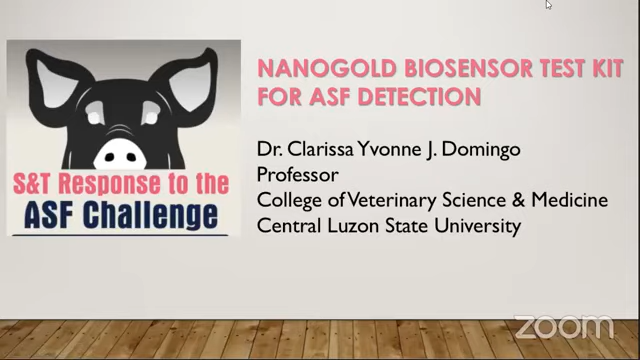 NANOGOLD BIOSENSOR TEST KIT
FOR ASF DETECTION
S&T Response to the
ASF Challenge
Dr. Clarissa Yvonne J. Domingo
Professor
College of Veterinary Science & Medicine
Central Luzon State University
zoom